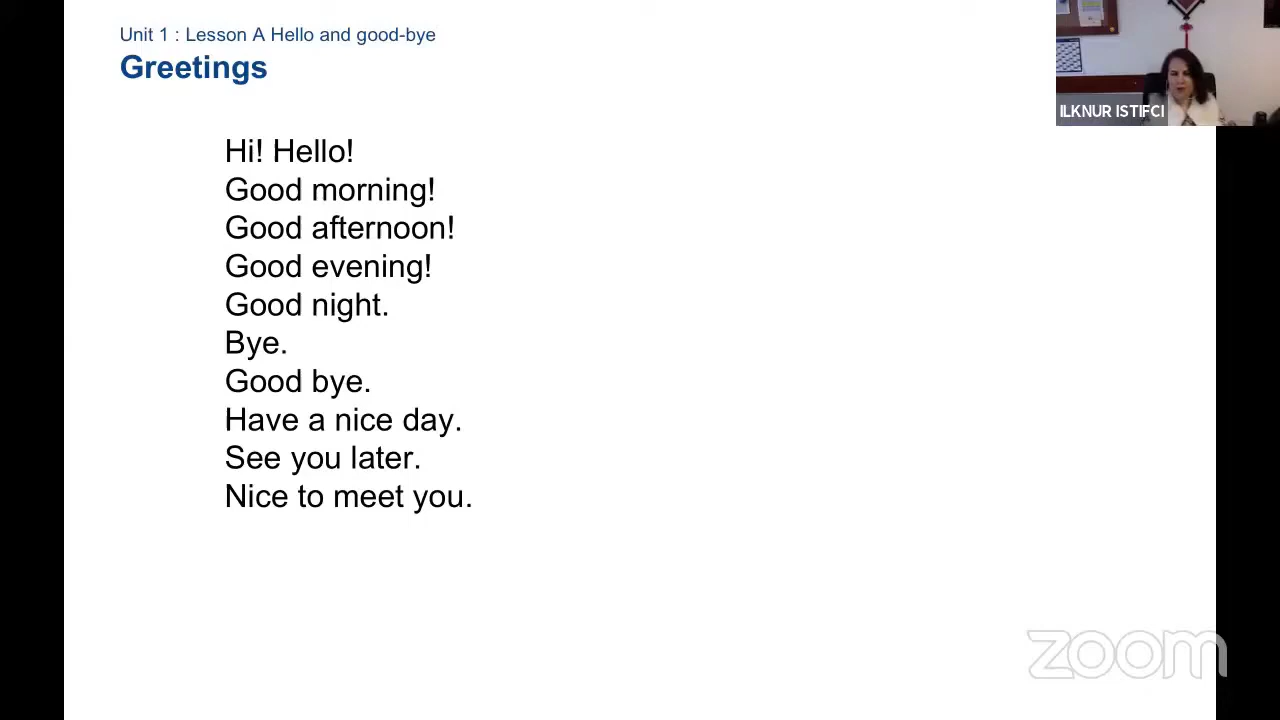 Unit 1 : Lesson A Hello and good-bye
Greetings
ILKNUR ISTIFCI
Hi! Hello!
Good morning!
Good afternoon!
Good evening!
Good night.
Bye.
Good bye.
Have a nice day.
See you later.
Nice to meet you.
zoom